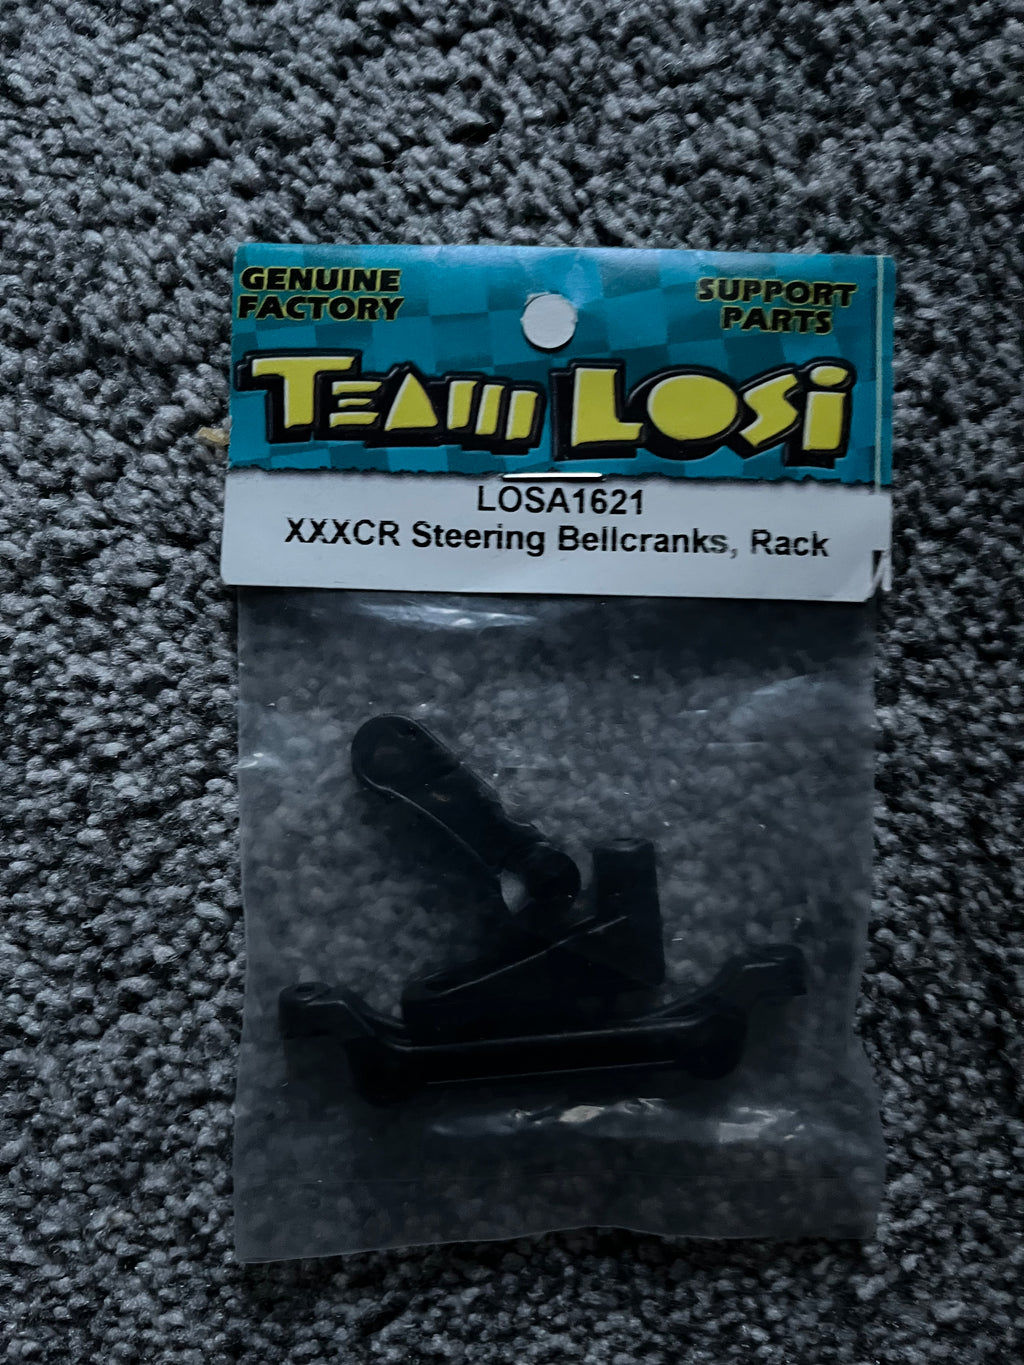 GENUINE
FACTORY
SUPPORT
PARTS
TEAM LOSI
LOSA1621
XXXCR Steering Bellcranks, Rack